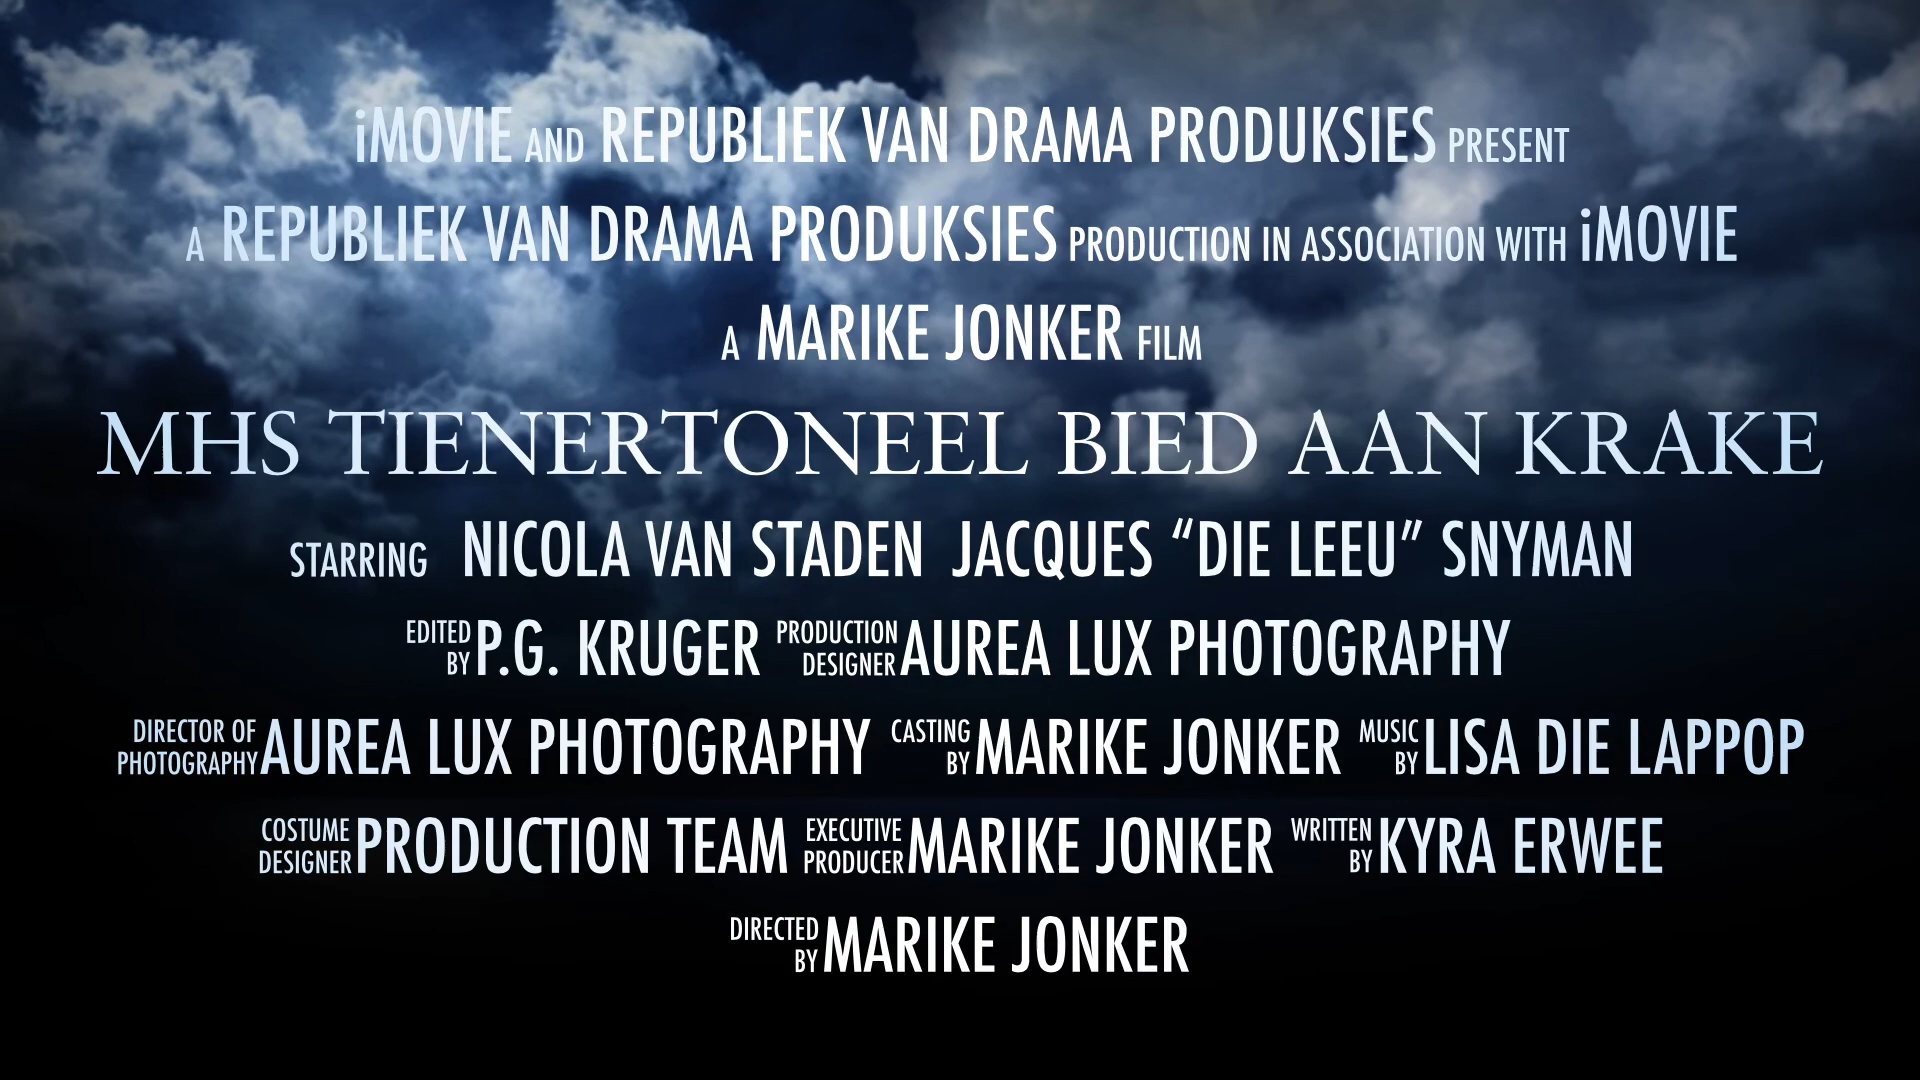 iMOVIE AND REPUBLIEK VAN DRAMA PRODUKSIES PRESENT
A REPUBLIEK VAN DRAMA PRODUKSIES PRODUCTION IN ASSOCIATION WITH iMOVIE
A MARIKE JONKER FILM
MHS TIENERTONEEL BIED AAN KRAKE
STARRING NICOLA VAN STADEN JACQUES “DIE LEEU” SNYMAN
EDITED BY P.G. KRUGER PRODUCTION DESIGNER AUREA LUX PHOTOGRAPHY
DIRECTOR OF PHOTOGRAPHY AUREA LUX PHOTOGRAPHY CASTING BY MARIKE JONKER MUSIC BY LISA DIE LAPPOP
COSTUME DESIGNER PRODUCTION TEAM EXECUTIVE PRODUCER MARIKE JONKER WRITTEN BY KYRA ERWEE
DIRECTED BY MARIKE JONKER